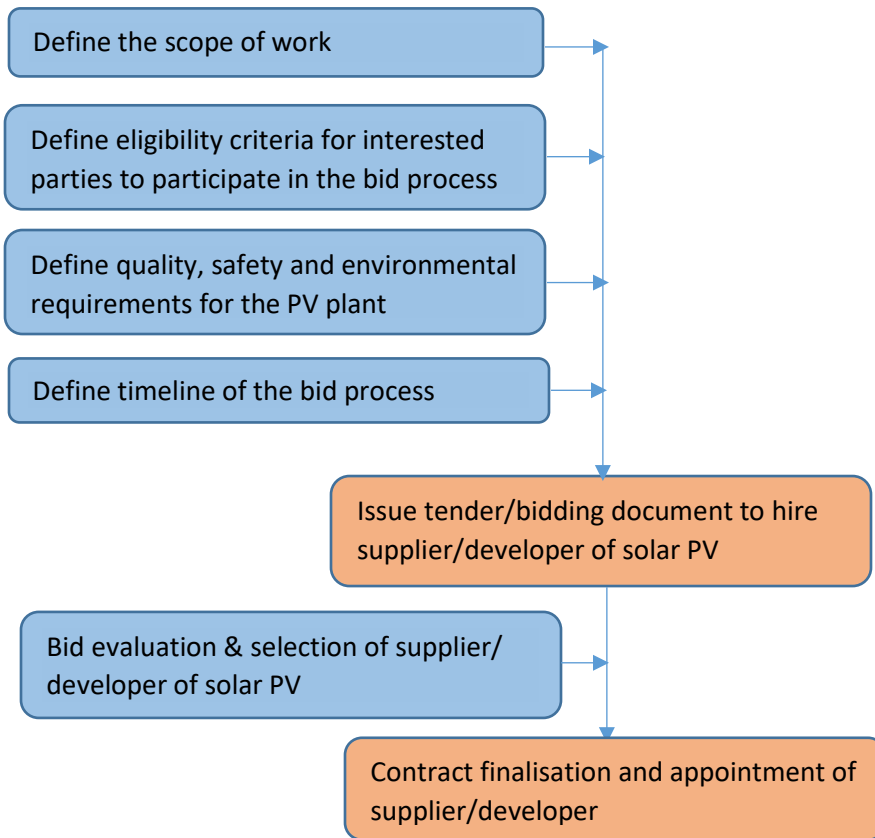 Define the scope of work
Define eligibility criteria for interested
parties to participate in the bid process
Define quality, safety and environmental
requirements for the PV plant
Define timeline of the bid process
Issue tender/bidding document to hire
supplier/developer of solar PV
Bid evaluation & selection of supplier/
developer of solar PV
Contract finalisation and appointment of
supplier/developer